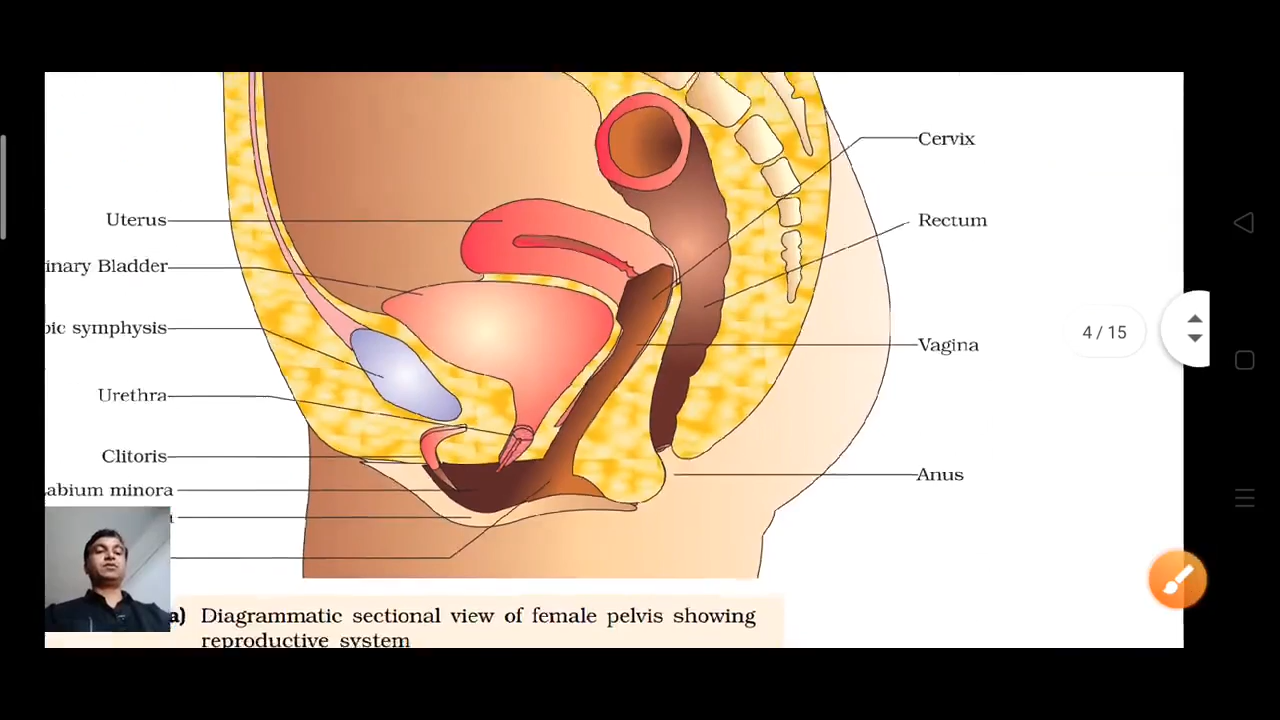 Cervix
Uterus
Rectum
inary Bladder
bic symphysis
Vagina
4 / 15
Urethra
Clitoris
Anus
abium minora
a) Diagrammatic sectional view of female pelvis showing
reproductive system